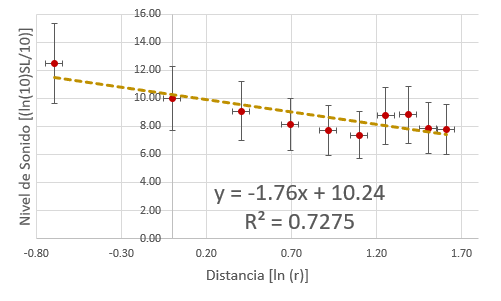 16.00
14.00
12.00
10.00
8.00
6.00
4.00
2.00
0.00
Nivel de Sonido [(ln(10)SL/10)]
y = -1.76x + 10.24
R² = 0.7275
-0.80 -0.30 0.20 0.70 1.20 1.70
Distancia [ln (r)]